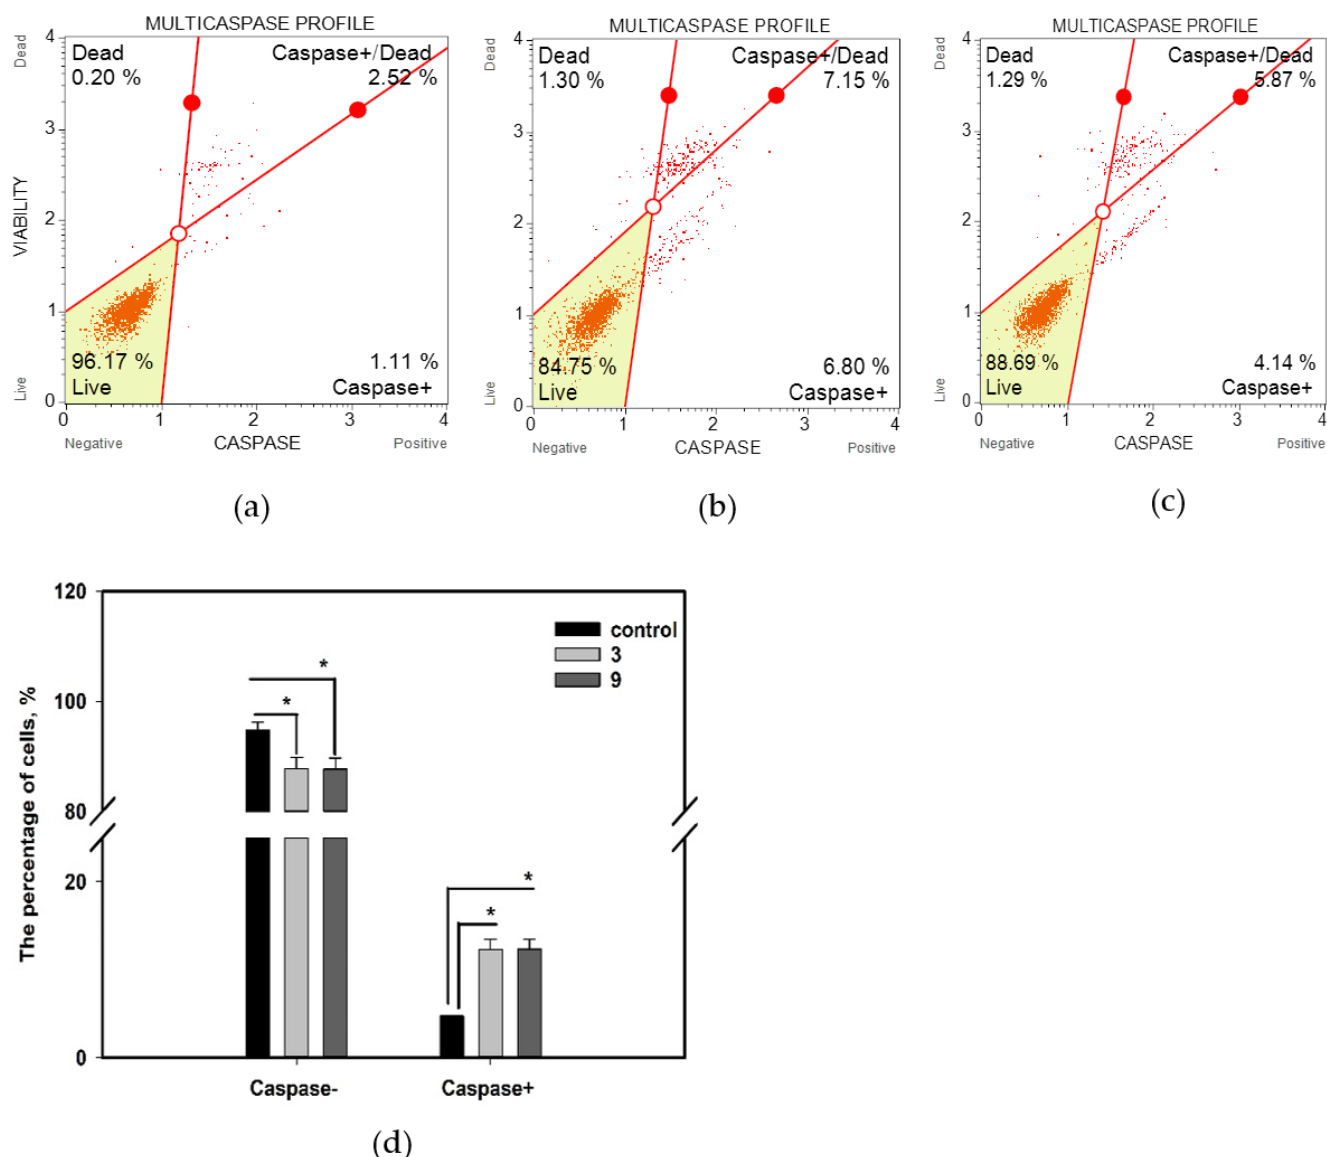 MULTICASPASE PROFILE
4
Dead
Dead
0.20 %
Caspase+/Dead
2.52 %
3
VIABILITY
2
1
96.17 %
Live
1.11 %
Caspase+
Live
0
0
1
2
3
4
Negative
CASPASE
Positive
(a)
MULTICASPASE PROFILE
4
Dead
Dead
1.30 %
Caspase+/Dead
7.15 %
3
2
1
84.75 %
Live
6.80 %
Caspase+
Live
0
0
1
2
3
4
Negative
CASPASE
Positive
(b)
MULTICASPASE PROFILE
4
Dead
Dead
1.29 %
Caspase+/Dead
5.87 %
3
2
1
88.69 %
Live
4.14 %
Caspase+
Live
0
0
1
2
3
4
Negative
CASPASE
Positive
(c)
120
100
80
20
0
The percentage of cells, %
control
3
9
*
*
*
*
Caspase-
Caspase+
(d)